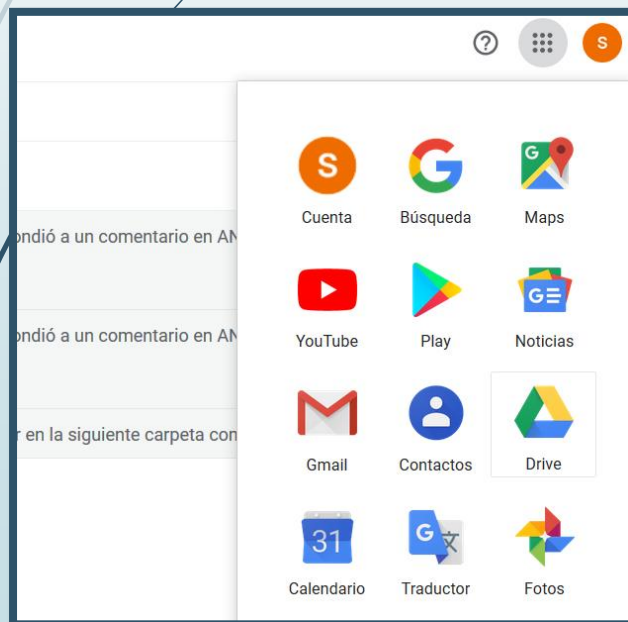 S
S
Cuenta Búsqueda Maps
ondió a un comentario en AN
YouTube Play Noticias
ondió a un comentario en AN
Gmail Contactos Drive
r en la siguiente carpeta con
31
Calendario Traductor Fotos